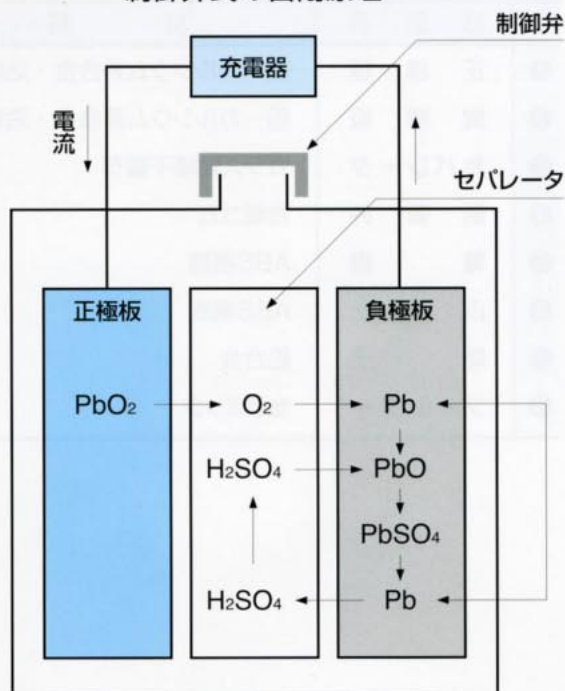 制御弁
充電器
電流
セパレータ
正極板
負極板
PbO2 O2 Pb
H2SO4 PbO
PbSO4
H2SO4 Pb